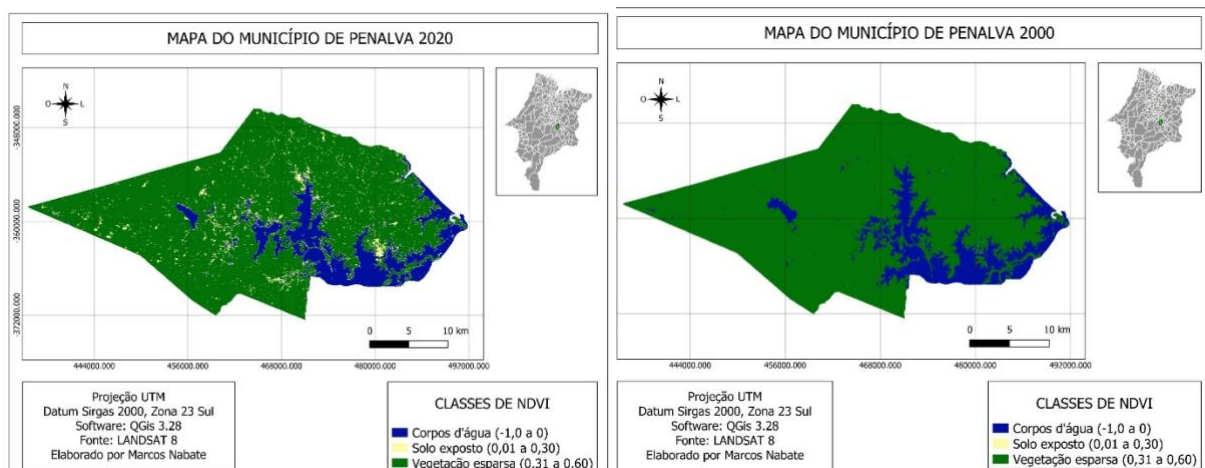 MAPA DO MUNICÍPIO DE PENALVA 2020
N
O L
S
-348000.000
-360000.000
-372000.000
0 5 10 km
444000.000 456000.000 468000.000 480000.000 492000.000
Projeção UTM
Datum Sirgas 2000, Zona 23 Sul
Software: QGis 3.28
Fonte: LANDSAT 8
Elaborado por Marcos Nabate
CLASSES DE NDVI
Corpos d'água (-1,0 a 0)
Solo exposto (0,01 a 0,30)
Vegetação esparsa (0,31 a 0,60)
MAPA DO MUNICÍPIO DE PENALVA 2000
N
O L
S
-348000.000
-360000.000
-372000.000
0 5 10 km
444000.000 456000.000 468000.000 480000.000 492000.000
Projeção UTM
Datum Sirgas 2000, Zona 23 Sul
Software: QGis 3.28
Fonte: LANDSAT 8
Elaborado por Marcos Nabate
CLASSES DE NDVI
Corpos d'água (-1,0 a 0)
Solo exposto (0,01 a 0,30)
Vegetação esparsa (0,31 a 0,60)